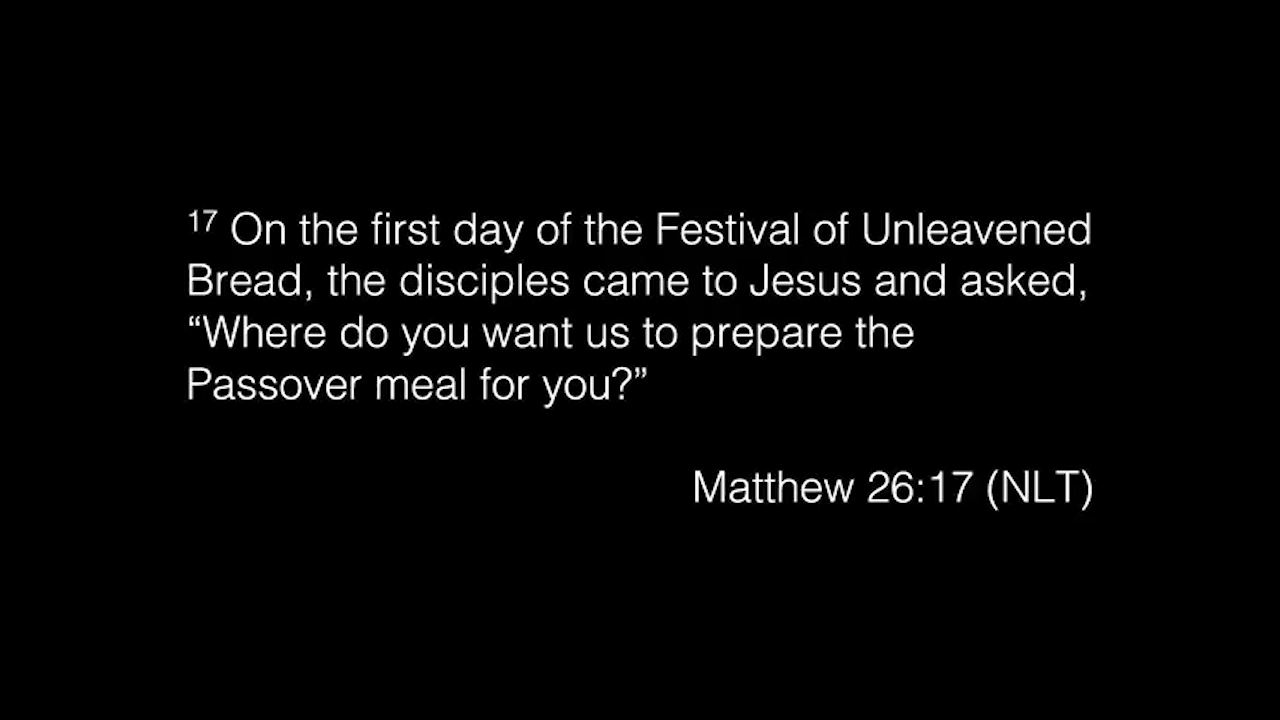 17 On the first day of the Festival of Unleavened
Bread, the disciples came to Jesus and asked,
“Where do you want us to prepare the
Passover meal for you?”
Matthew 26:17 (NLT)